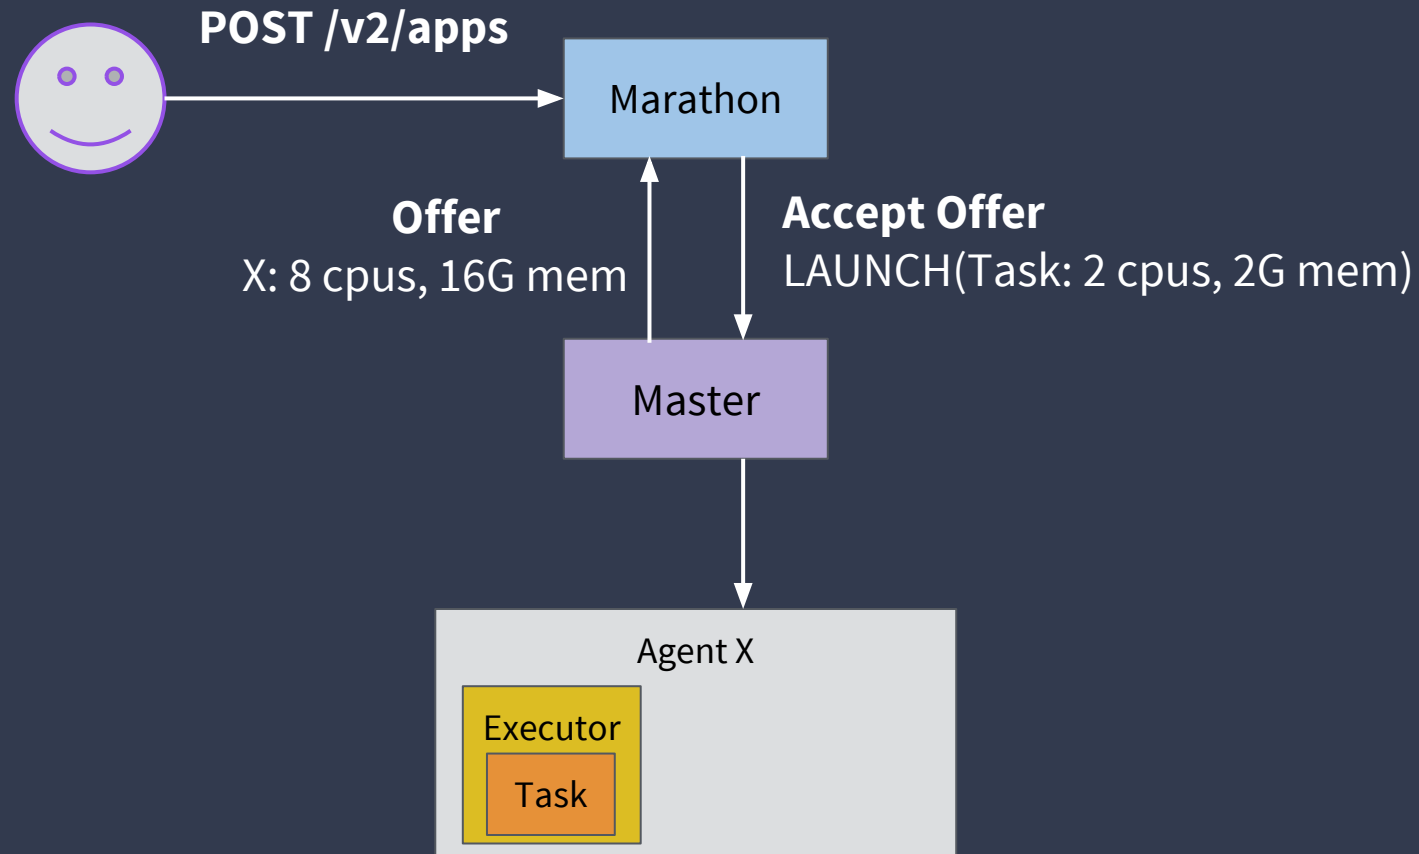 POST /v2/apps
Marathon
Offer
X: 8 cpus, 16G mem
Accept Offer
LAUNCH(Task: 2 cpus, 2G mem)
Master
Agent X
Executor
Task